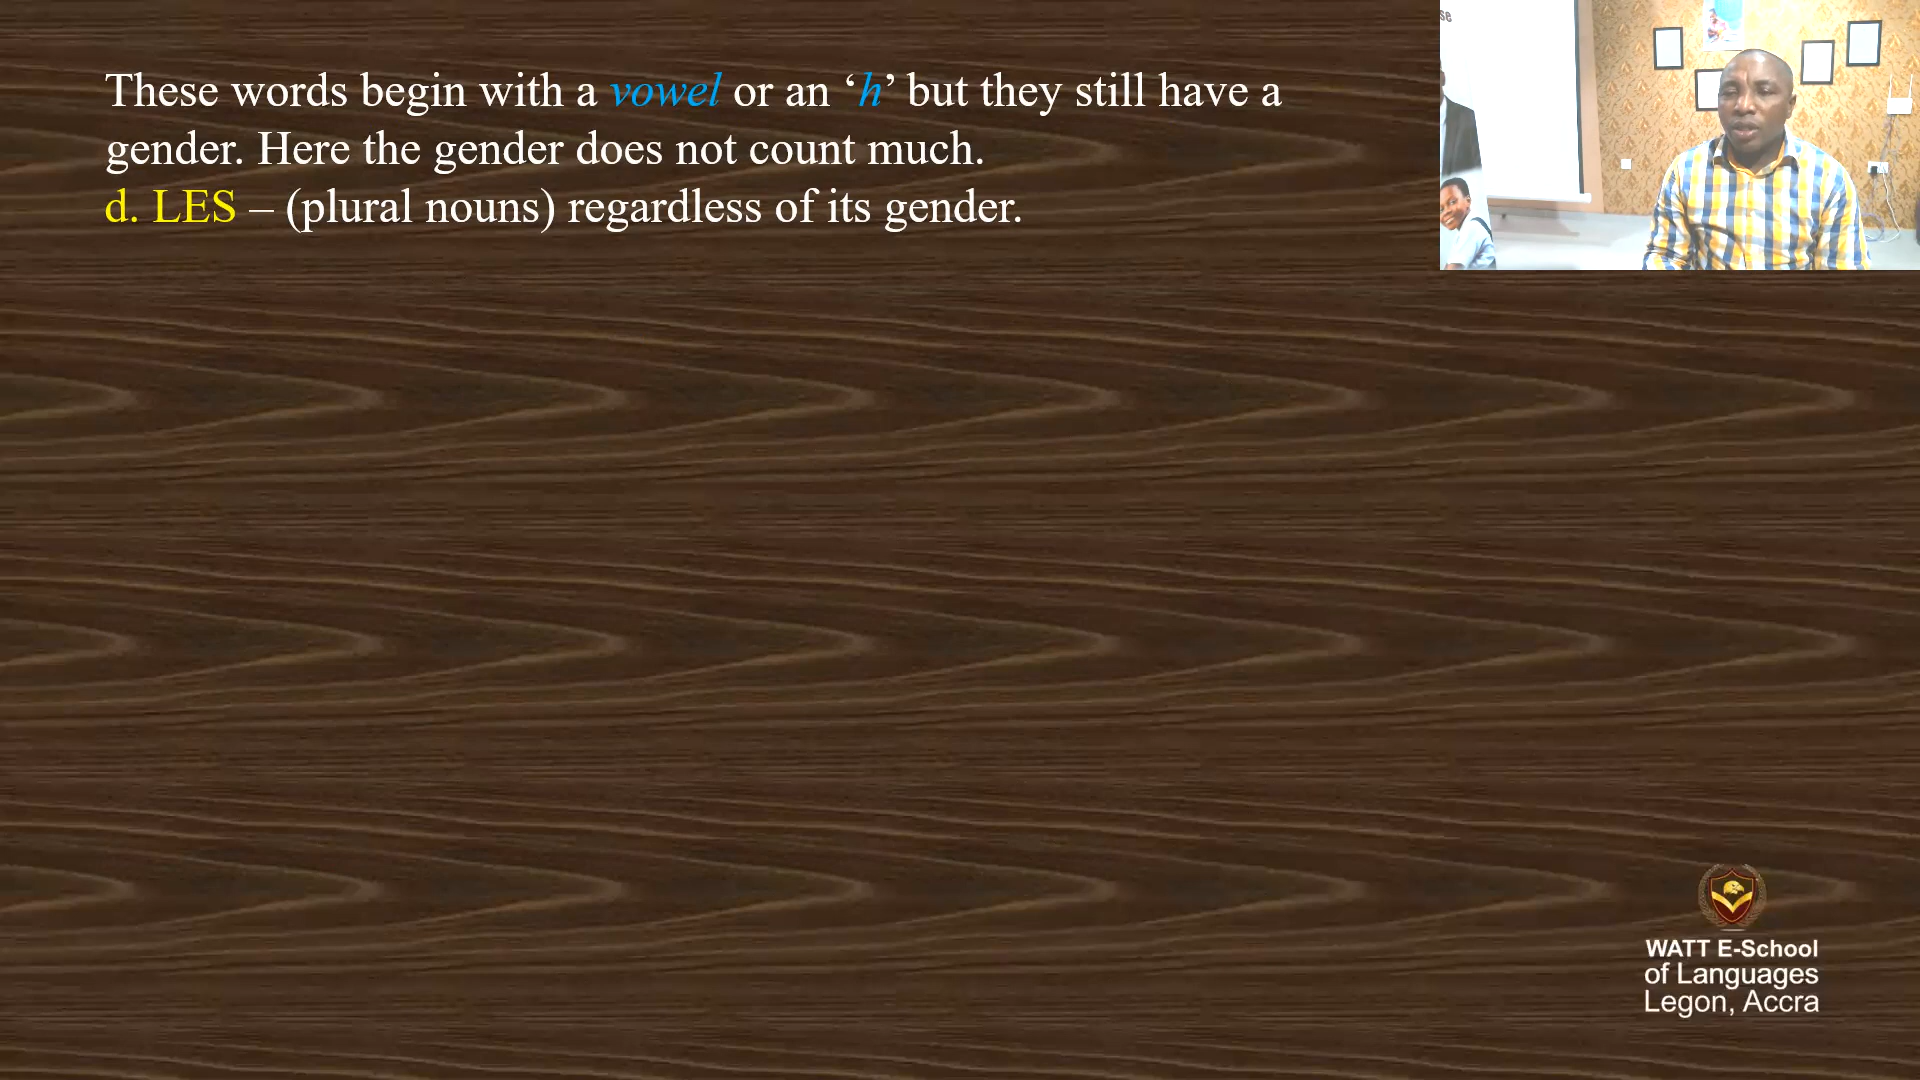 These words begin with a vowel or an ‘h’ but they still have a
gender. Here the gender does not count much.
d. LES – (plural nouns) regardless of its gender.
se
WATT E-School
of Languages
Legon, Accra